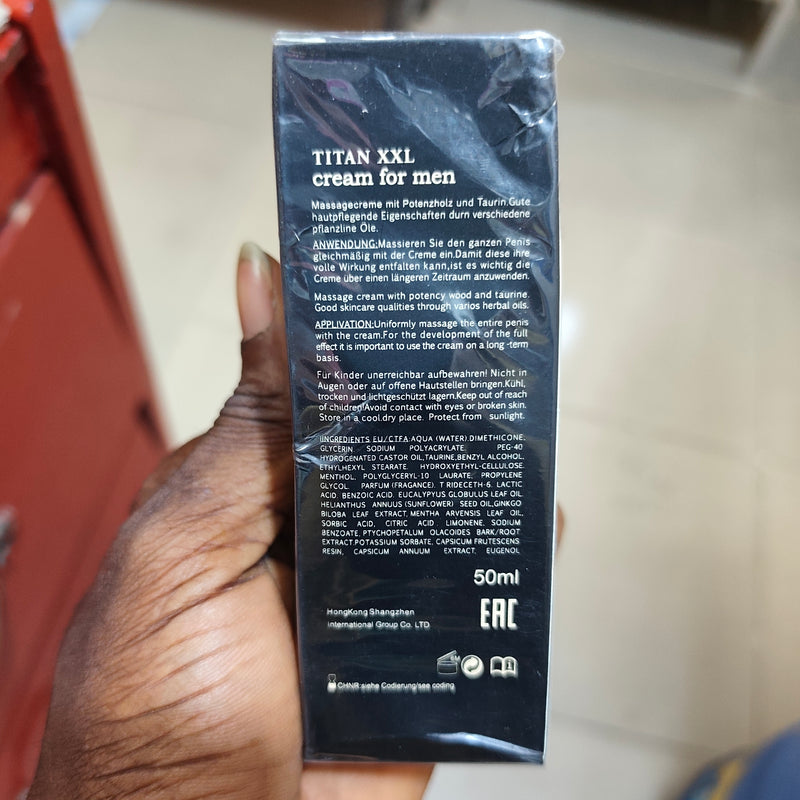 TITAN XXL
cream for men
Massagecreme mit Potenzholz und Taurin.Gute
hautpflegende Eigenschaften durn verschiedene
pflanzline Öle.
ANWENDUNG:Massieren Sie den ganzen Penis
gleichmäßig mit der Creme ein.Damit diese ihre
volle Wirkung entfalten kann,ist es wichtig die
Creme über einen längeren Zeitraum anzuwenden.
Massage cream with potency wood and taurine.
Good skincare qualities through varios herbal oils.
APPLIVATION:Uniformly massage the entire penis
with the cream.For the development of the full
effect it is important to use the cream on a long -term
basis.
Für Kinder unerreichbar aufbewahren! Nicht in
Augen oder auf offene Hautstellen bringen.Kühl,
trocken und lichtgeschützt lagern.Keep out of reach
of children!Avoid contact with eyes or broken skin.
Store in a cool.dry place. Protect from sunlight.
IINGREDIENTS EU/CTFA:AQUA (WATER).DIMETHICONE,
GLYCERIN. SODIUM POLYACRYLATE. PEG-40
HYDROGENATED CASTOR OIL,TAURINE,BENZYL ALCOHOL,
ETHYLHEXYL STEARATE. HYDROXYETHYL-CELLULOSE.
MENTHOL. POLYGLYCERYL-10 LAURATE; PROPYLENE
GLYCOL. PARFUM (FRAGANCE). T RIDECETH-6. LACTIC
ACID. BENZOIC ACID. EUCALYPYUS GLOBULUS LEAF OIL.
HELIANTHUS ANNUUS (SUNFLOWER) SEED OIL,GINKGO
BILOBA LEAF EXTRACT, MENTHA ARVENSIS LEAF OIL,
SORBIC ACID, CITRIC ACID. LIMONENE, SODIUM
BENZOATE, PTYCHOPETALUM OLACOIDES BARK/ROOT
EXTRACT.POTASSIUM SORBATE, CAPSICUM FRUTESCENS
RESIN, CAPSICUM ANNUUM EXTRACT, EUGENOL
50ml
HongKong Shangzhen
International Group Co. LTD
EAC
CHNR:siehe Codierung/see coding